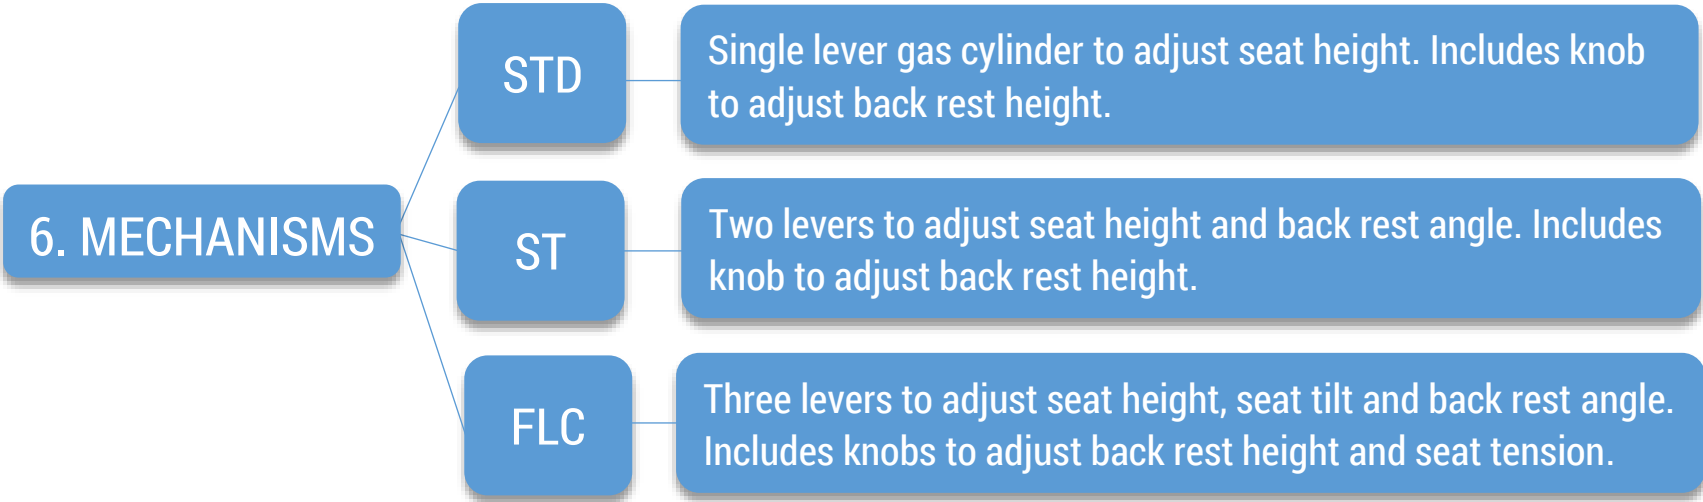 6. MECHANISMS
STD
Single lever gas cylinder to adjust seat height. Includes knob
to adjust back rest height.
ST
Two levers to adjust seat height and back rest angle. Includes
knob to adjust back rest height.
FLC
Three levers to adjust seat height, seat tilt and back rest angle.
Includes knobs to adjust back rest height and seat tension.